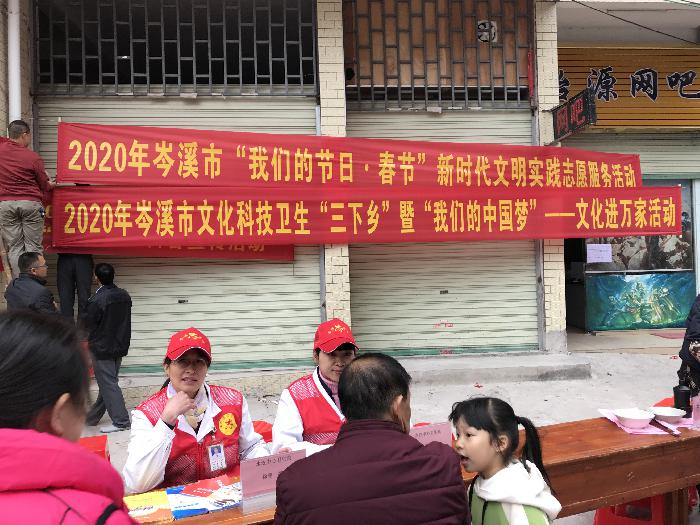 源网吧
网吧
2020年岑溪市“我们的节日·春节”新时代文明实践志愿服务活动
2020年岑溪市文化科技卫生“三下乡”暨“我们的中国梦”——文化进万家活动